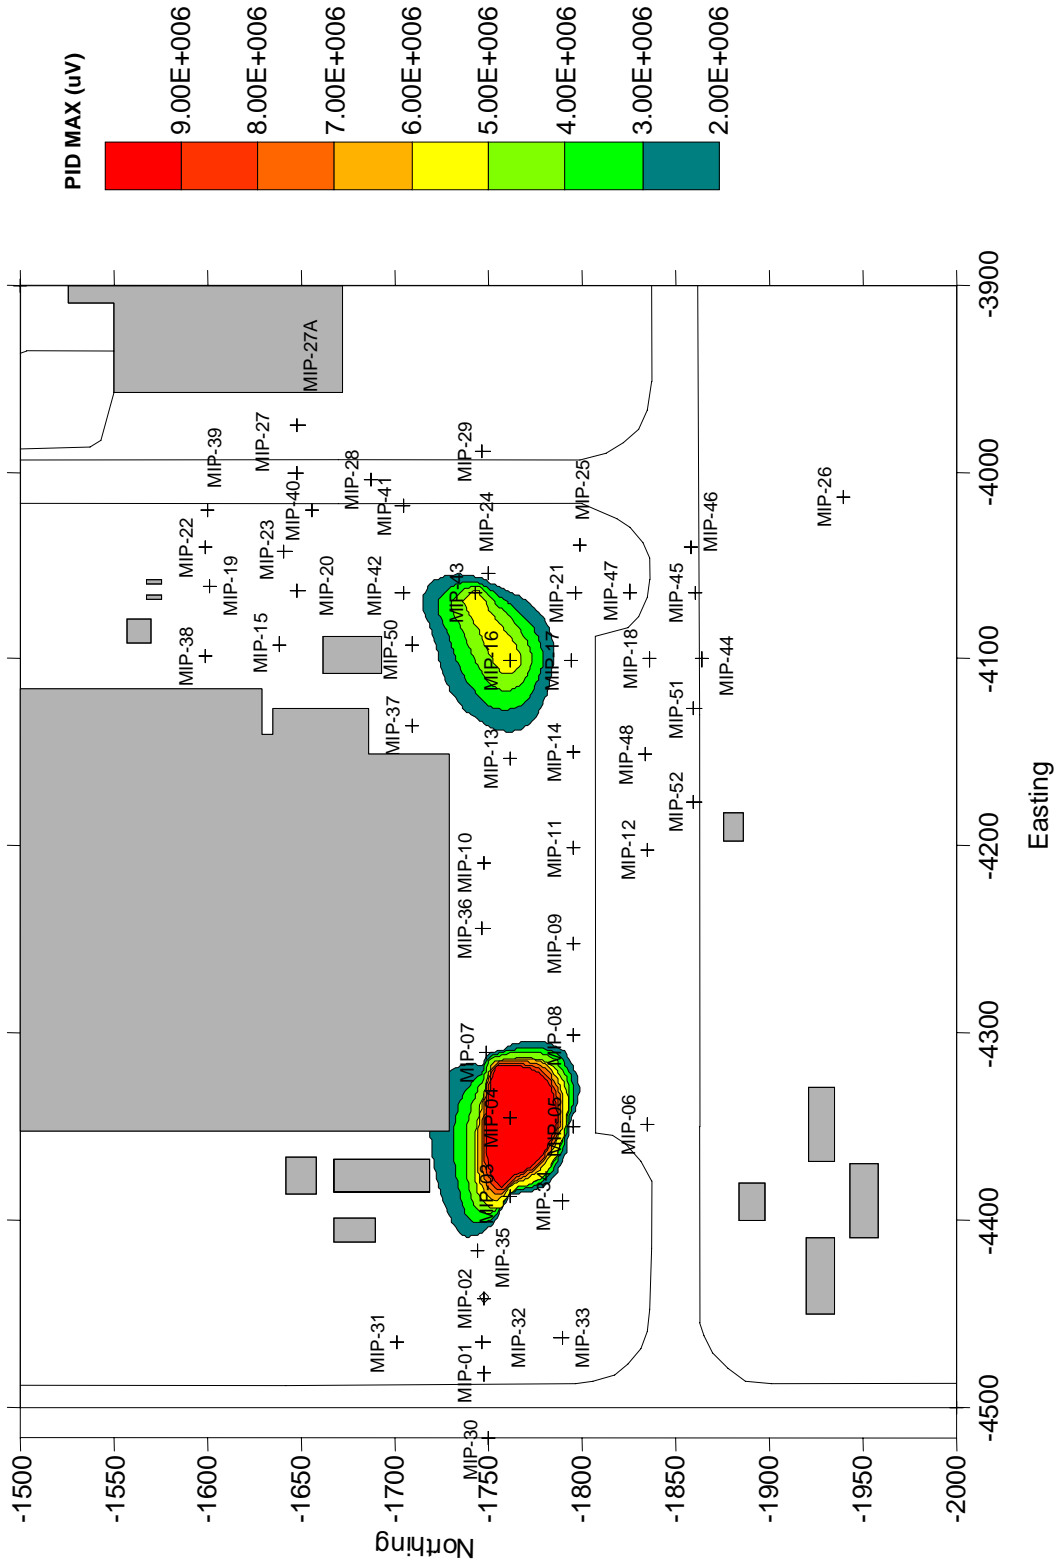 PID MAX (uV)
9.00E+006
8.00E+006
7.00E+006
6.00E+006
5.00E+006
4.00E+006
3.00E+006
2.00E+006
Northing
-1500
-1550
-1600
-1650
-1700
-1750
-1800
-1850
-1900
-1950
-2000
Easting
-4500
-4400
-4300
-4200
-4100
-4000
-3900
MIP-38
MIP-22
MIP-19
MIP-39
MIP-15
MIP-23
MIP-27
MIP-40
MIP-27A
MIP-20
MIP-28
MIP-31
MIP-37
MIP-50
MIP-42
MIP-41
MIP-30
MIP-01
MIP-02
MIP-35
MIP-03
MIP-04
MIP-07
MIP-36
MIP-10
MIP-13
MIP-16
MIP-43
MIP-24
MIP-29
MIP-32
MIP-33
MIP-34
MIP-05
MIP-08
MIP-09
MIP-11
MIP-14
MIP-17
MIP-21
MIP-25
MIP-06
MIP-12
MIP-48
MIP-18
MIP-47
MIP-52
MIP-51
MIP-44
MIP-45
MIP-46
MIP-26